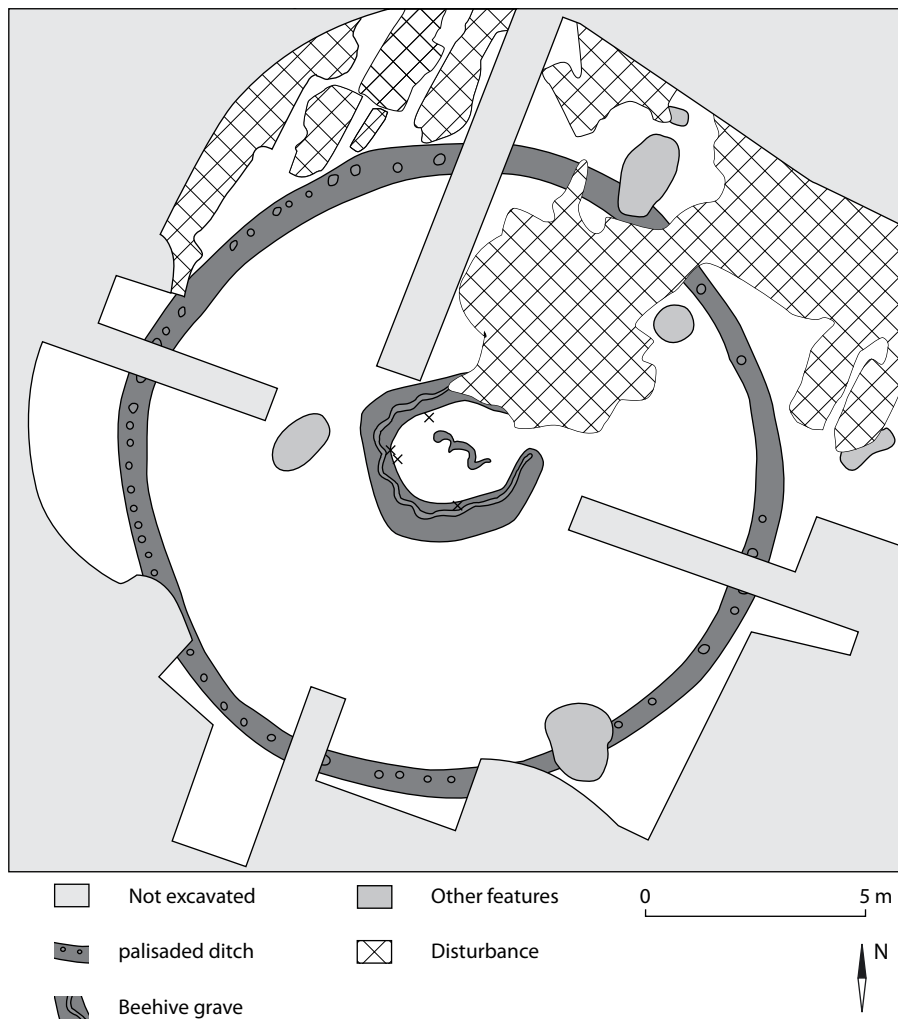 Not excavated
Other features
0 5 m
palisaded ditch
Disturbance
N
Beehive grave